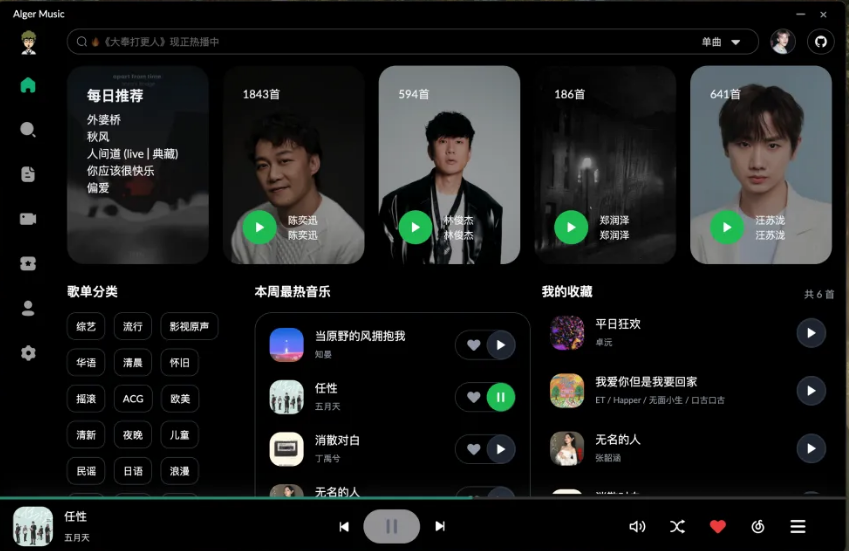 Alger Music
《大奉打更人》现正热播中
单曲
每日推荐
外婆桥
秋风
人间道 (live | 典藏)
你应该很快乐
偏爱
1843首
陈奕迅
陈奕迅
594首
林俊杰
林俊杰
186首
郑润泽
郑润泽
641首
汪苏泷
汪苏泷
歌单分类
综艺
流行
影视原声
华语
清晨
怀旧
摇滚
ACG
欧美
清新
夜晚
儿童
民谣
日语
浪漫
本周最热音乐
当原野的风拥抱我
知晏
任性
五月天
消散对白
丁禹兮
无名的人
我的收藏
共 6 首
平日狂欢
卓沅
我爱你但是我要回家
ET / Happer / 无面小生 / 口古口古
无名的人
张韶涵
任性
五月天